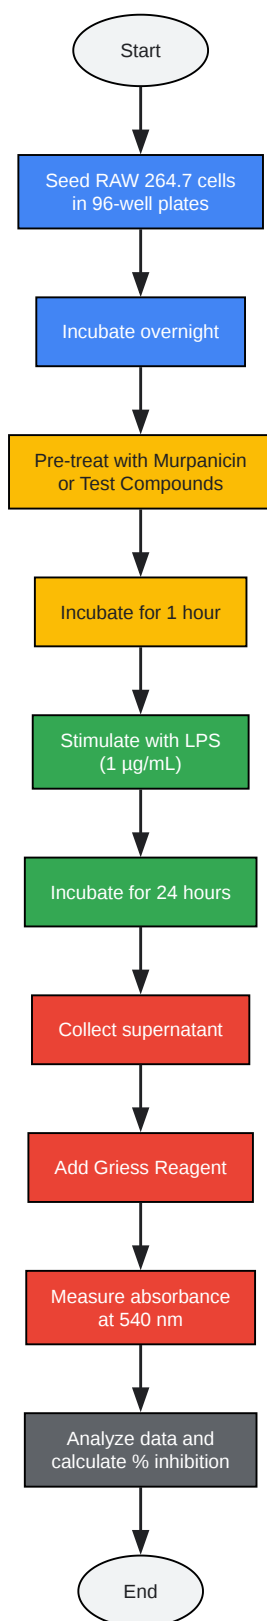 Start
Seed RAW 264.7 cells
in 96-well plates
Incubate overnight
Pre-treat with Murpanicin
or Test Compounds
Incubate for 1 hour
Stimulate with LPS
(1 µg/mL)
Incubate for 24 hours
Collect supernatant
Add Griess Reagent
Measure absorbance
at 540 nm
Analyze data and
calculate % inhibition
End